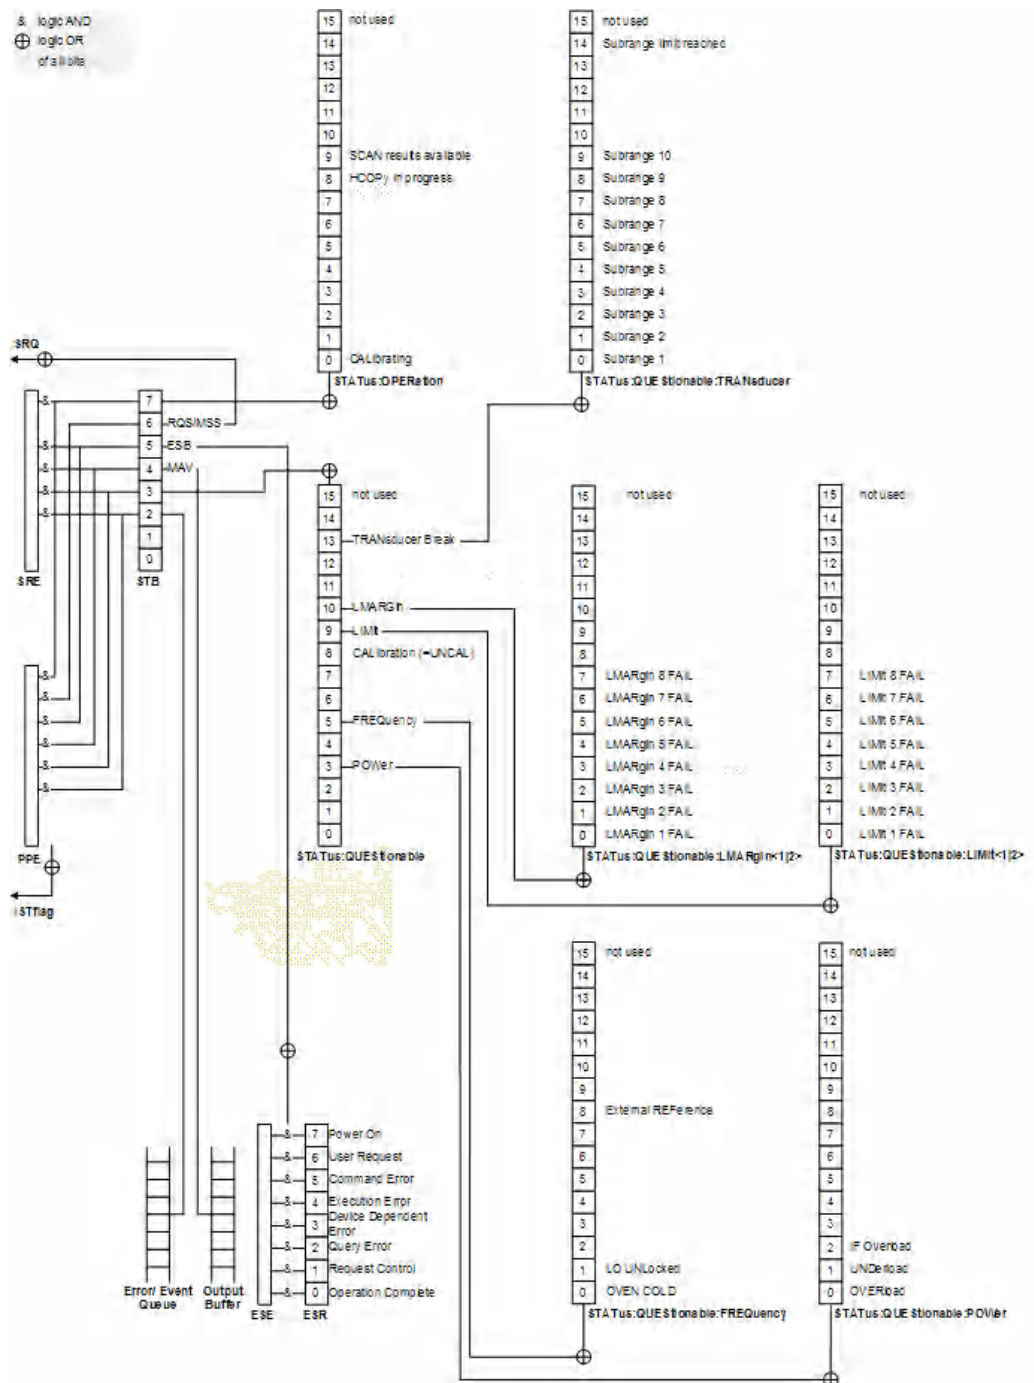 & logic AND
logic OR
of all bits
15 not used
14
13
12
11
10
9 SCAN results available
8 HCOPy in progress
7
6
5
4
3
2
1
0 CALibrating
STATus:OPERation
15 not used
14 Subrange limit reached
13
12
11
10
9 Subrange 10
8 Subrange 9
7 Subrange 8
6 Subrange 7
5 Subrange 6
4 Subrange 5
3 Subrange 4
2 Subrange 3
1 Subrange 2
0 Subrange 1
STATus:QUEStionable:TRANsducer
SRQ
&
&
&
&
&
SRE
7
6 RQS/MSS
5 ESB
4 MAV
3
2
1
0
STB
&
&
&
&
&
&
PPE
ISTflag
15 not used
14
13 TRANsducer Break
12
11
10 LMARGin
9 LIMit
8 CALibration (=UNCAL)
7
6
5 FREQuency
4
3 POWer
2
1
0
STATus:QUEStionable
15 not used
14
13
12
11
10
9
8
7 LMARgin 8 FAIL
6 LMARgin 7 FAIL
5 LMARgin 6 FAIL
4 LMARgin 5 FAIL
3 LMARgin 4 FAIL
2 LMARgin 3 FAIL
1 LMARgin 2 FAIL
0 LMARgin 1 FAIL
STATus:QUEStionable:LMARgin<1|2>
15 not used
14
13
12
11
10
9
8
7 LIMit 8 FAIL
6 LIMit 7 FAIL
5 LIMit 6 FAIL
4 LIMit 5 FAIL
3 LIMit 4 FAIL
2 LIMit 3 FAIL
1 LIMit 2 FAIL
0 LIMit 1 FAIL
STATus:QUEStionable:LIMit<1|2>
15 not used
14
13
12
11
10
9
8 External REFerence
7
6
5
4
3
2
1 LO UNLocked
0 OVEN COLD
STATus:QUEStionable:FREQuency
15 not used
14
13
12
11
10
9
8
7
6
5
4
3
2 IF Overload
1 UNDerload
0 OVERload
STATus:QUEStionable:POWer
Error/ Event
Queue
Output
Buffer
& 7 Power On
& 6 User Request
& 5 Command Error
& 4 Execution Error
& 3 Device Dependent
Error
& 2 Query Error
& 1 Request Control
& 0 Operation Complete
ESE
ESR